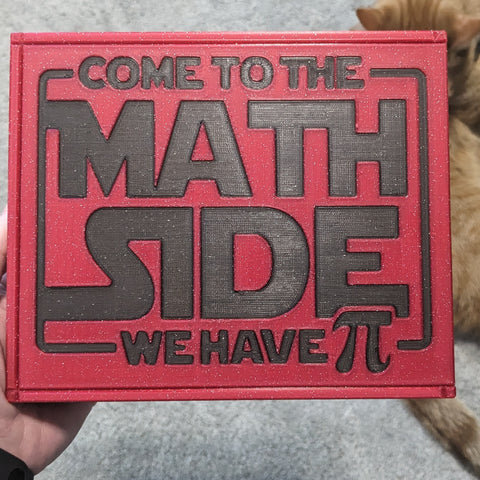 COME TO THE
MATH
SIDE
WE HAVE π